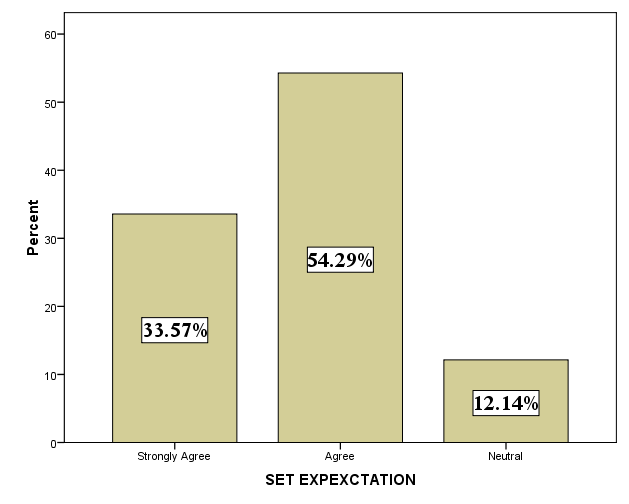 60
50
40
30
20
10
0
Percent
33.57%
54.29%
12.14%
Strongly Agree
Agree
Neutral
SET EXPEXCTATION